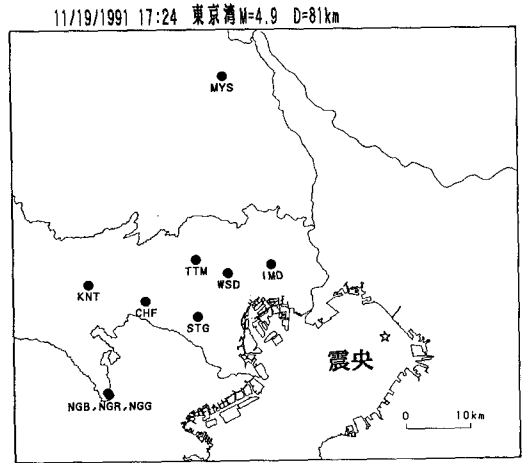 11/19/1991 17:24 東京湾 M=4.9 D=81km
MYS
TTM
WSD
IMD
KNT
CHF
STG
震央
NGB,NGR,NGG
0 10km